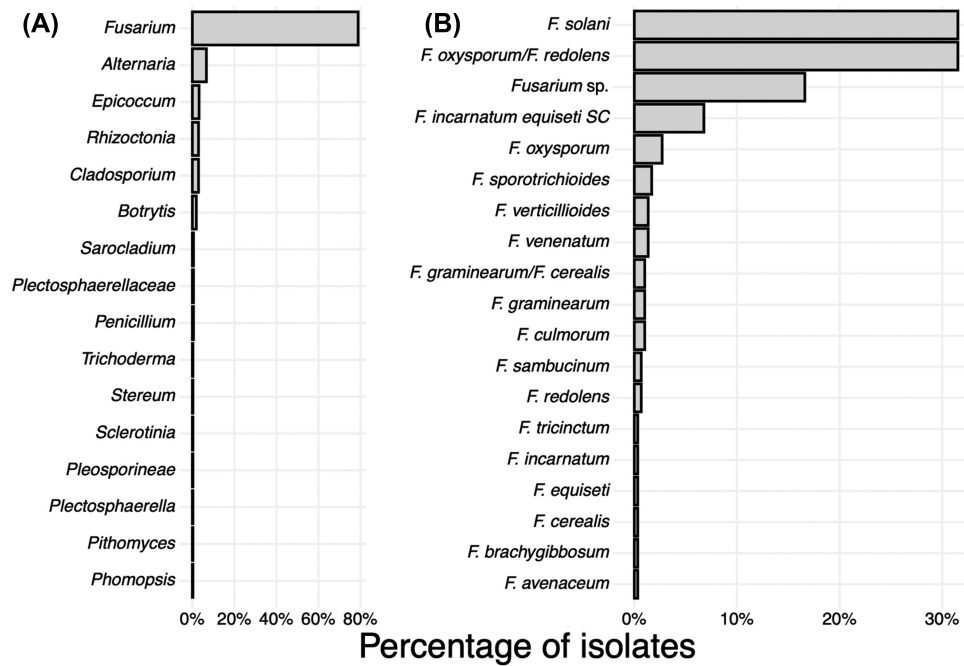 (A)
Fusarium
Alternaria
Epicoccum
Rhizoctonia
Cladosporium
Botrytis
Sarocladium
Plectosphaerellaceae
Penicillium
Trichoderma
Stereum
Sclerotinia
Pleosporineae
Plectosphaerella
Pithomyces
Phomopsis
0% 20% 40% 60% 80%
(B)
F. solani
F. oxysporum/F. redolens
Fusarium sp.
F. incarnatum equiseti SC
F. oxysporum
F. sporotrichioides
F. verticillioides
F. venenatum
F. graminearum/F. cerealis
F. graminearum
F. culmorum
F. sambucinum
F. redolens
F. tricinctum
F. incarnatum
F. equiseti
F. cerealis
F. brachygibbosum
F. avenaceum
0% 10% 20% 30%
Percentage of isolates